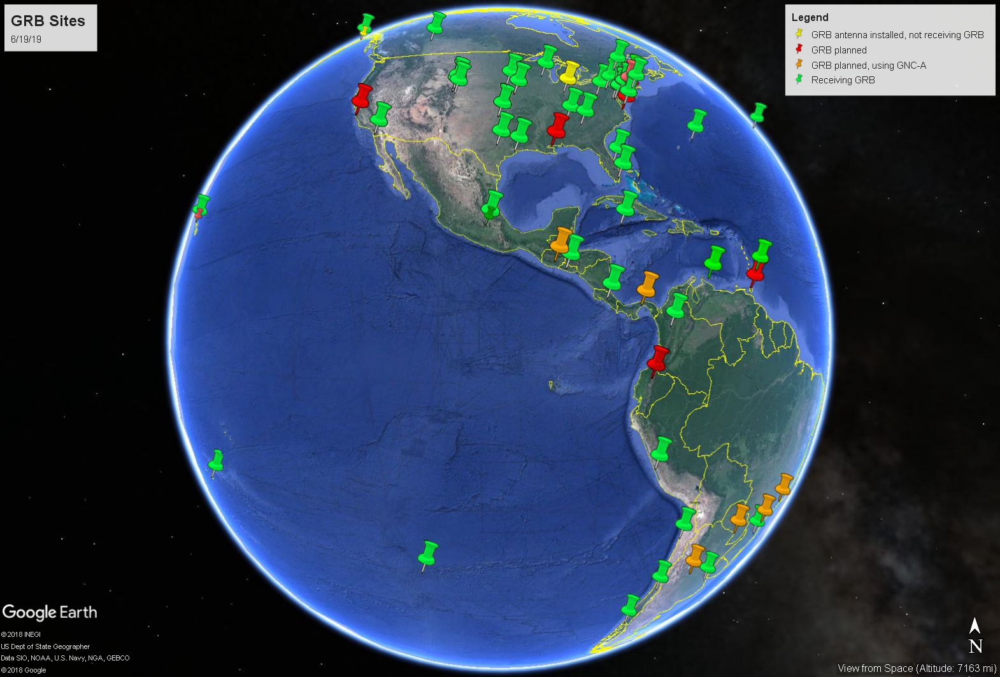 GRB Sites
6/19/19
Legend
GRB antenna installed, not receiving GRB
GRB planned
GRB planned, using GNC-A
Receiving GRB
Google Earth
©2018 INEGI
US Dept of State Geographer
Data SIO, NOAA, U.S. Navy, NGA, GEBCO
©2018 Google
N
View from Space (Altitude: 7163 mi)